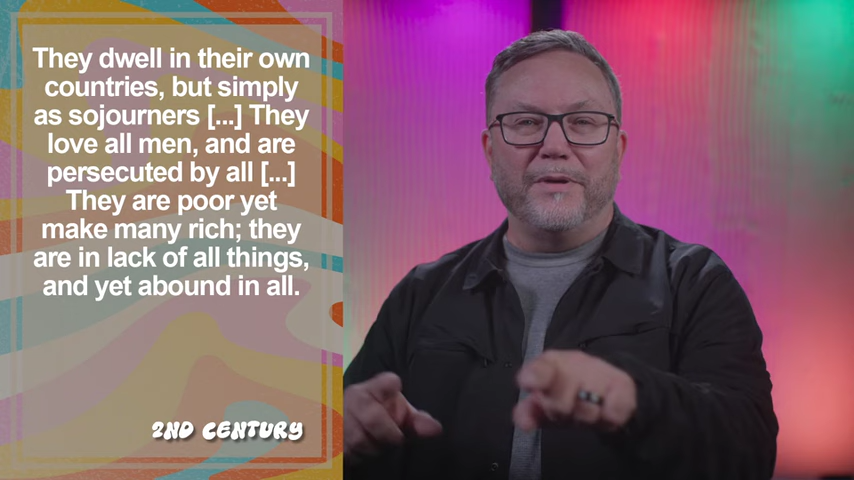 They dwell in their own
countries, but simply
as sojourners [...] They
love all men, and are
persecuted by all [...]
They are poor yet
make many rich; they
are in lack of all things,
and yet abound in all.
2ND CENTURY